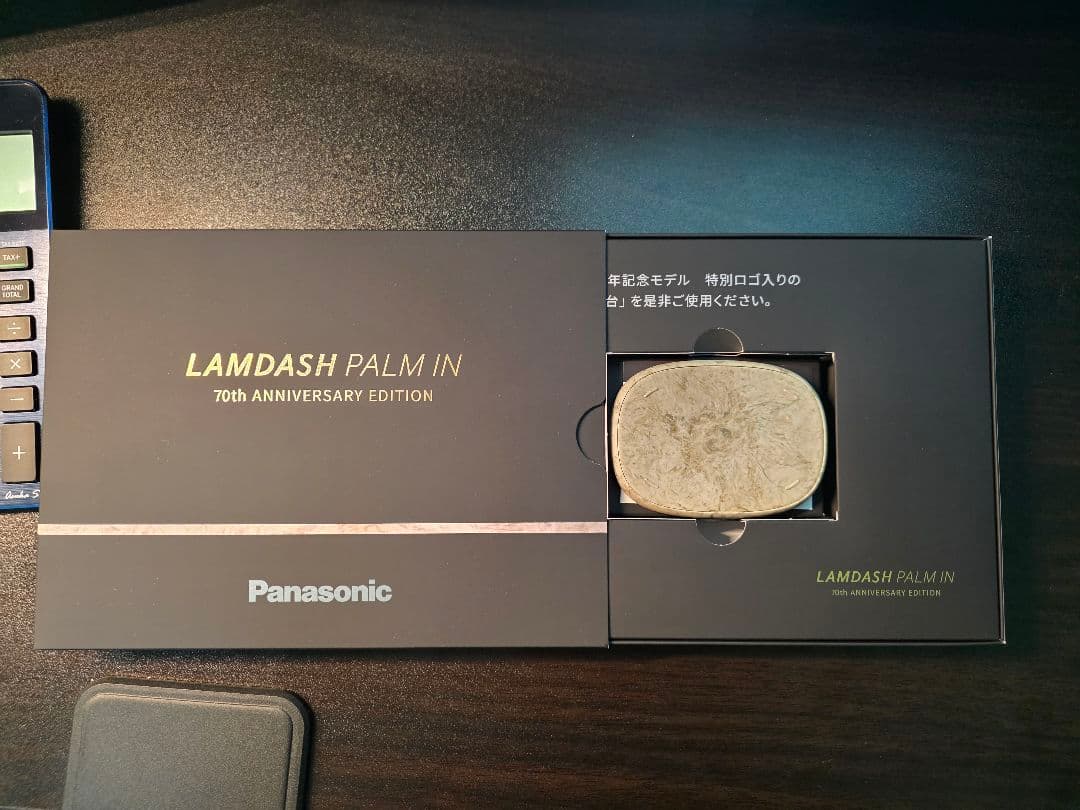 TAX+
GRAND
TOTAL
÷
×
−
+
LAMDASH PALM IN
70th ANNIVERSARY EDITION
Panasonic
年記念モデル　特別ロゴ入りの
台」を是非ご使用ください。
LAMDASH PALM IN
70th ANNIVERSARY EDITION